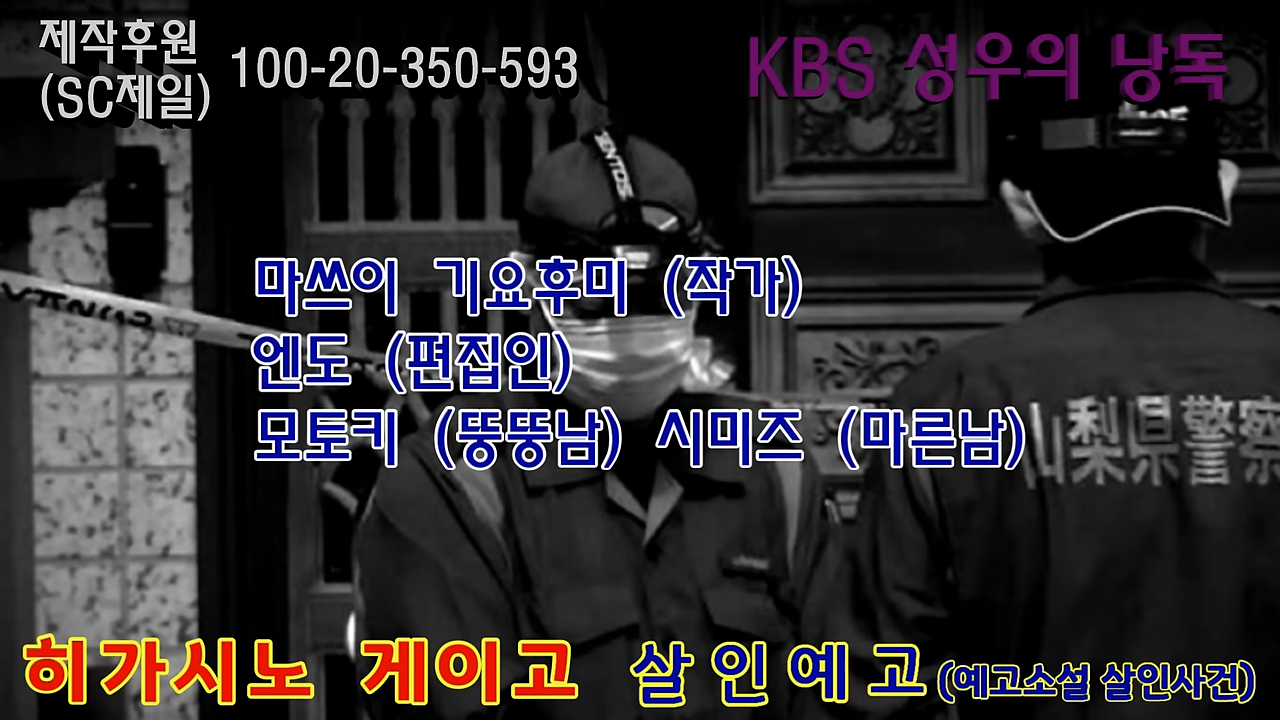 제작후원
(SC제일)
100-20-350-593
KBS 성우의 낭독
SENTOS
마쓰이 기요후미 (작가)
엔도 (편집인)
모토키 (뚱뚱남) 시미즈 (마른남)
山梨県警察
히가시노 게이고 살인예고 (예고소설 살인사건)